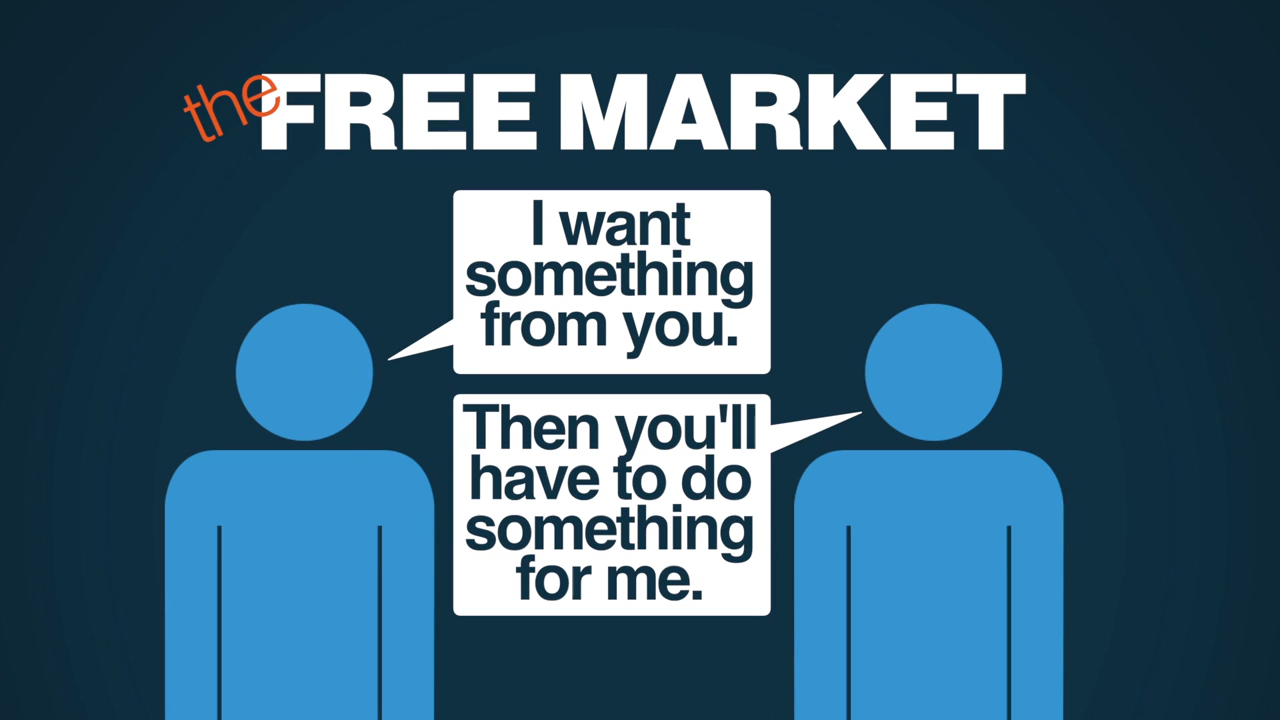 the FREE MARKET
I want
something
from you.
Then you'll
have to do
something
for me.